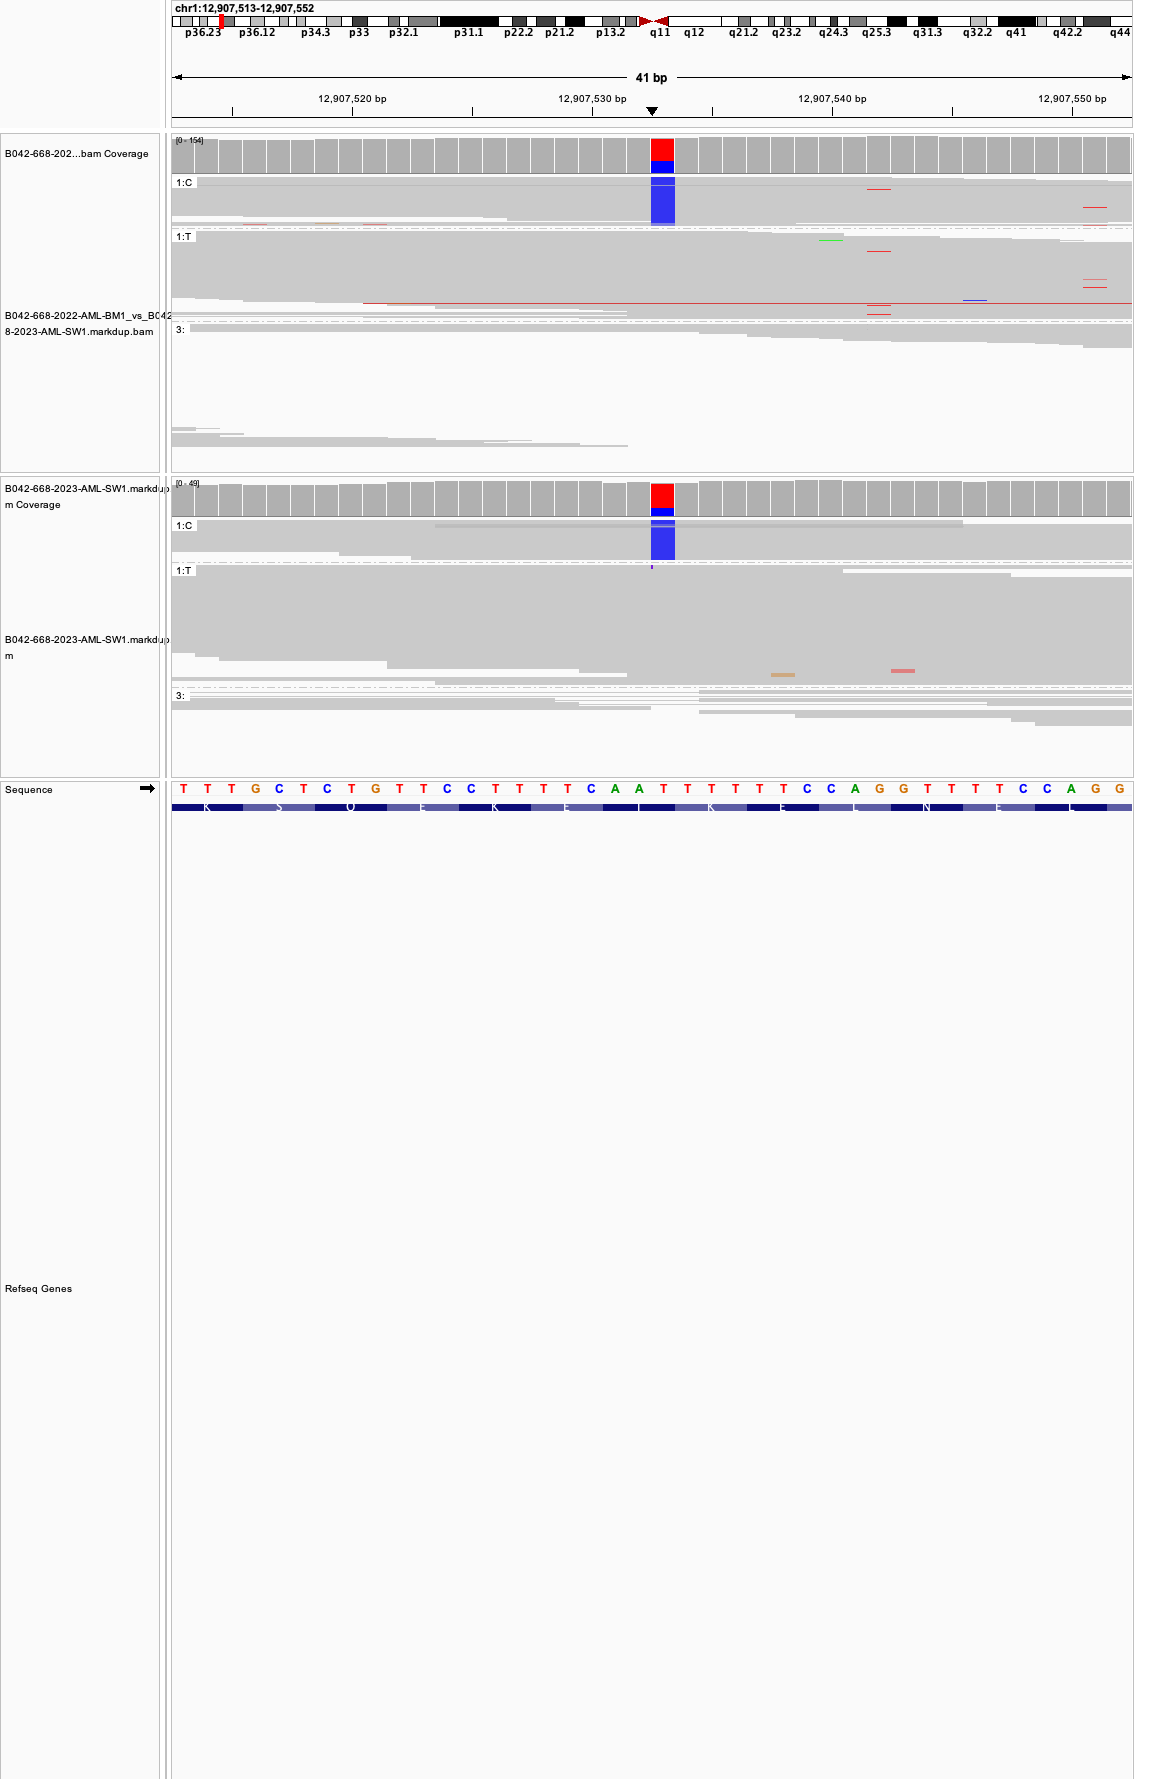 chr1:12,907,513-12,907,552
p36.23 p36.12 p34.3 p33 p32.1 p31.1 p22.2 p21.2 p13.2 q11 q12 q21.2 q23.2 q24.3 q25.3 q31.3 q32.2 q41 q42.2 q44
41 bp
12,907,520 bp 12,907,530 bp 12,907,540 bp 12,907,550 bp
[0 - 154]
B042-668-202...bam Coverage
1:C
1:T
B042-668-2022-AML-BM1_vs_B042
8-2023-AML-SW1.markdup.bam
3:
[0 - 49]
B042-668-2023-AML-SW1.markdup
m Coverage
1:C
1:T
B042-668-2023-AML-SW1.markdup
m
3:
Sequence
T T T G C T C T G T T C C T T T T C A A T T T T T T C C A G G T T T T C C A G G
K S Q E K E I K E L N E L
Refseq Genes